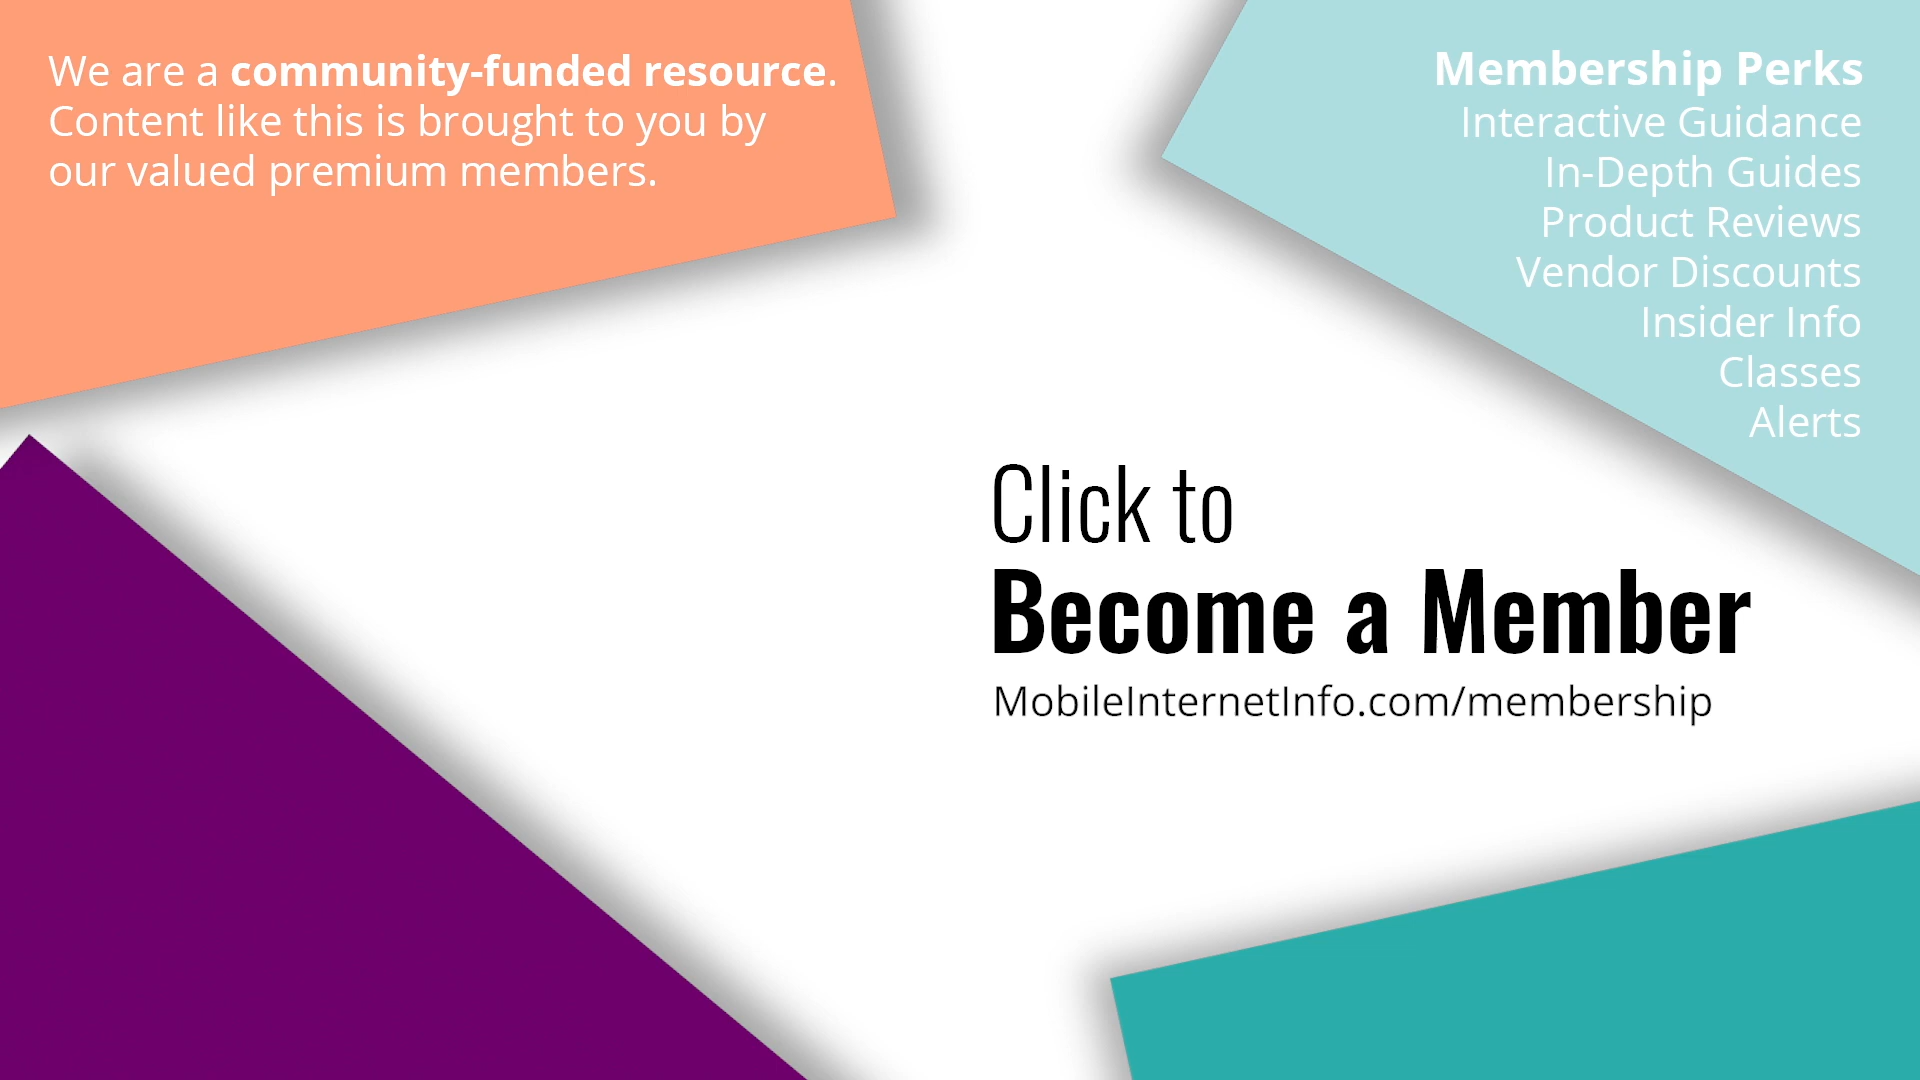 We are a community-funded resource.
Content like this is brought to you by
our valued premium members.
Membership Perks
Interactive Guidance
In-Depth Guides
Product Reviews
Vendor Discounts
Insider Info
Classes
Alerts
Click to
Become a Member
MobileInternetInfo.com/membership